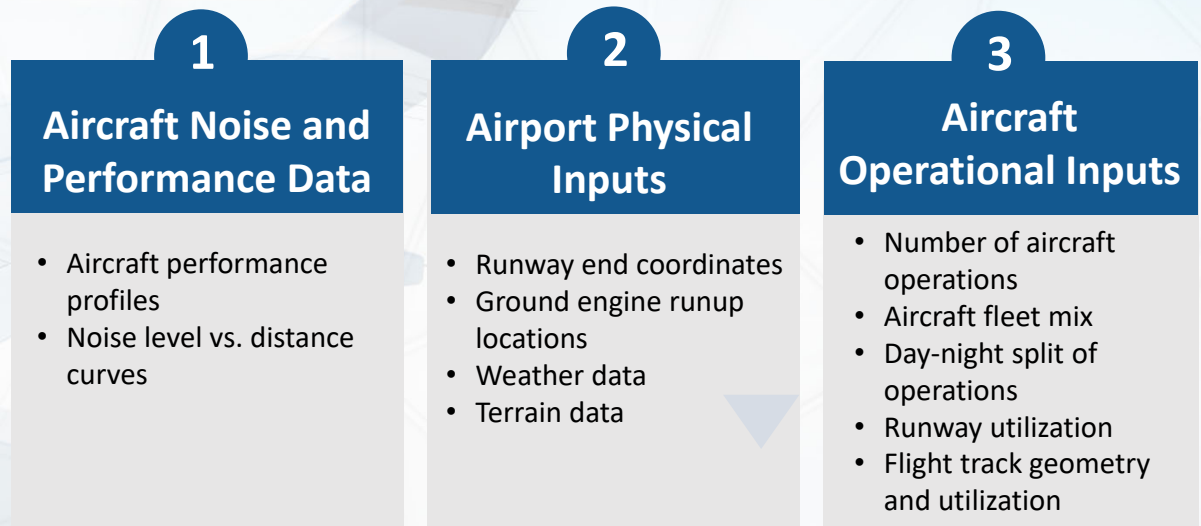 1
Aircraft Noise and
Performance Data
• Aircraft performance
profiles
• Noise level vs. distance
curves
2
Airport Physical
Inputs
• Runway end coordinates
• Ground engine runup
locations
• Weather data
• Terrain data
3
Aircraft
Operational Inputs
• Number of aircraft
operations
• Aircraft fleet mix
• Day-night split of
operations
• Runway utilization
• Flight track geometry
and utilization